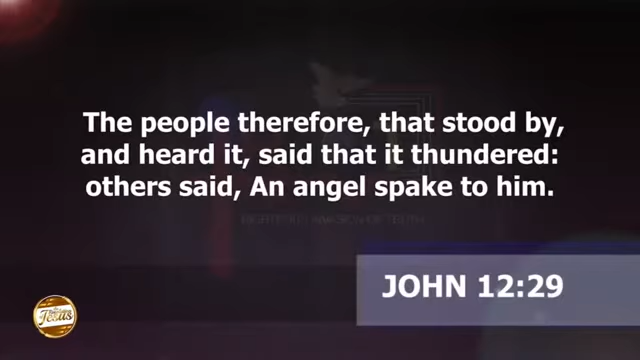 The people therefore, that stood by,
and heard it, said that it thundered:
others said, An angel spake to him.
JOHN 12:29
Texas